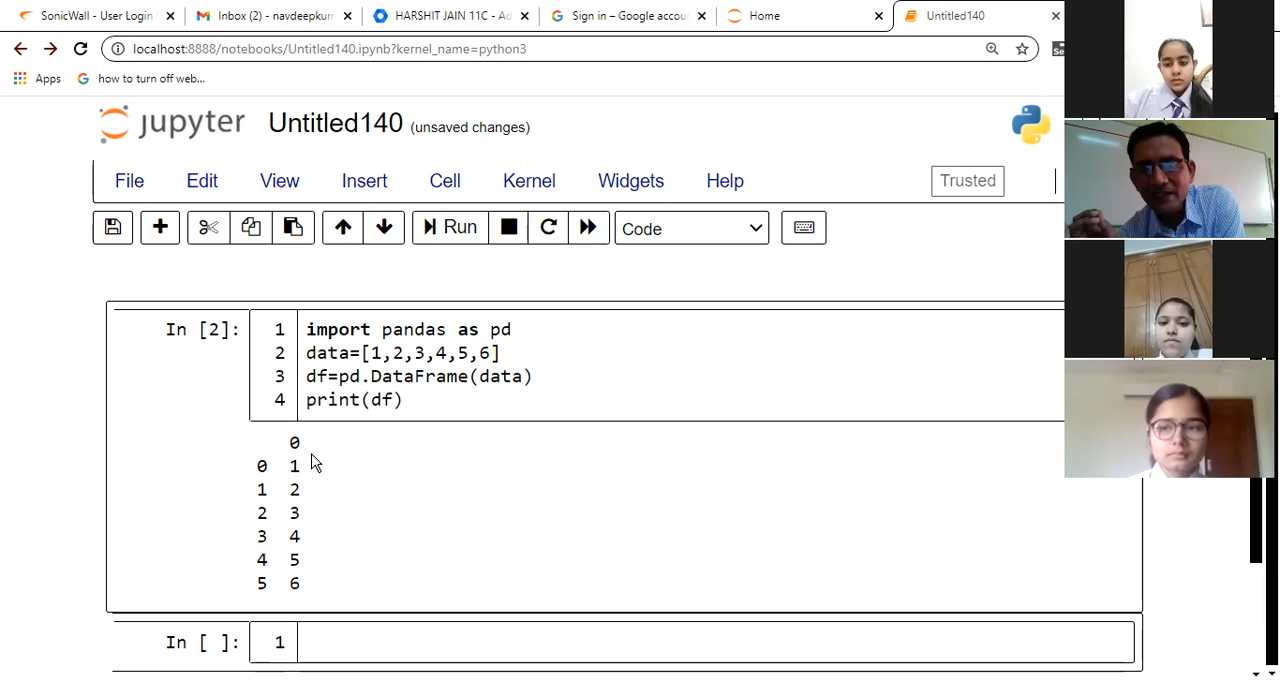 SonicWall - User Login
Inbox (2) - navdeepkun
HARSHIT JAIN 11C - Ad
Sign in – Google accou
Home
Untitled140
localhost:8888/notebooks/Untitled140.ipynb?kernel_name=python3
Se
Apps
how to turn off web...
jupyter Untitled140 (unsaved changes)
File Edit View Insert Cell Kernel Widgets Help Trusted
Run Code
In [2]:
1 import pandas as pd
2 data=[1,2,3,4,5,6]
3 df=pd.DataFrame(data)
4 print(df)
0
0 1
1 2
2 3
3 4
4 5
5 6
In [ ]: 1